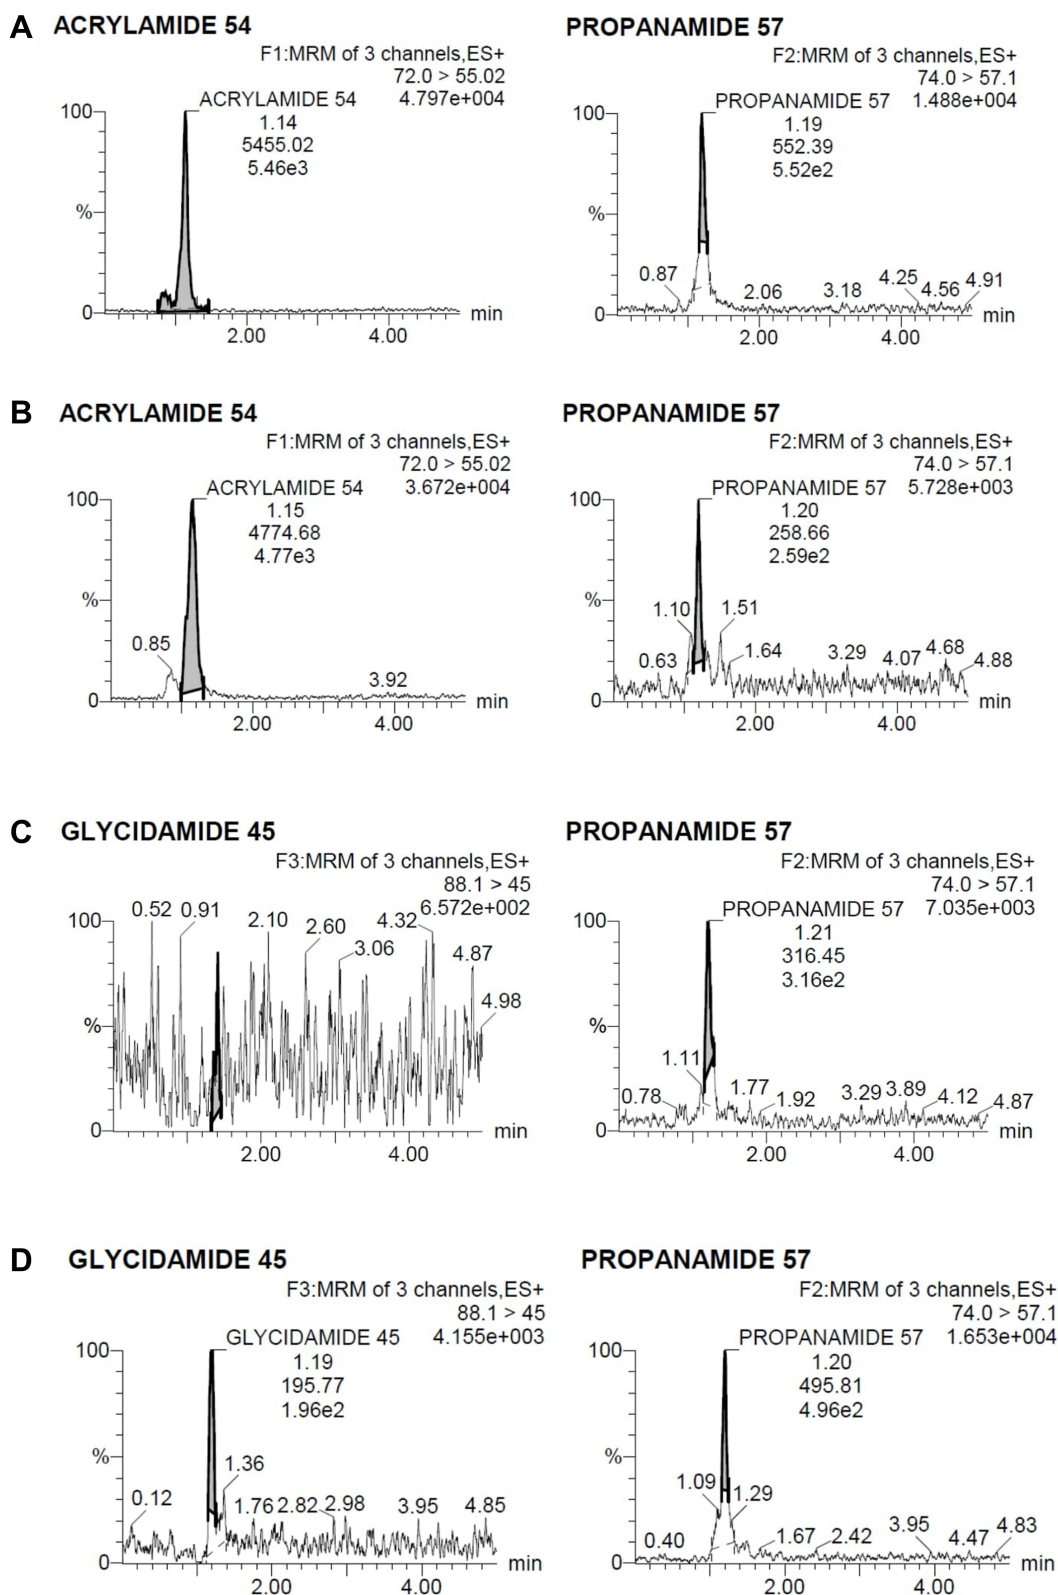 A ACRYLAMIDE 54
F1:MRM of 3 channels,ES+
72.0 > 55.02
4.797e+004
ACRYLAMIDE 54
1.14
5455.02
5.46e3
100
%
0
2.00
4.00
min
PROPANAMIDE 57
F2:MRM of 3 channels,ES+
74.0 > 57.1
1.488e+004
PROPANAMIDE 57
1.19
552.39
5.52e2
100
%
0
0.87
2.06
3.18
4.25
4.56
4.91
2.00
4.00
min
B ACRYLAMIDE 54
F1:MRM of 3 channels,ES+
72.0 > 55.02
3.672e+004
ACRYLAMIDE 54
1.15
4774.68
4.77e3
100
%
0
0.85
3.92
2.00
4.00
min
PROPANAMIDE 57
F2:MRM of 3 channels,ES+
74.0 > 57.1
5.728e+003
PROPANAMIDE 57
1.20
258.66
2.59e2
100
%
0
0.63
1.10
1.51
1.64
3.29
4.07
4.68
4.88
2.00
4.00
min
C GLYCIDAMIDE 45
F3:MRM of 3 channels,ES+
88.1 > 45
6.572e+002
100
%
0
0.52
0.91
2.10
2.60
3.06
4.32
4.87
4.98
2.00
4.00
min
PROPANAMIDE 57
F2:MRM of 3 channels,ES+
74.0 > 57.1
7.035e+003
PROPANAMIDE 57
1.21
316.45
3.16e2
100
%
0
0.78
1.11
1.77
1.92
3.29
3.89
4.12
4.87
2.00
4.00
min
D GLYCIDAMIDE 45
F3:MRM of 3 channels,ES+
88.1 > 45
4.155e+003
GLYCIDAMIDE 45
1.19
195.77
1.96e2
100
%
0
0.12
1.36
1.76
2.82
2.98
3.95
4.85
2.00
4.00
min
PROPANAMIDE 57
F2:MRM of 3 channels,ES+
74.0 > 57.1
1.653e+004
PROPANAMIDE 57
1.20
495.81
4.96e2
100
%
0
0.40
1.09
1.29
1.67
2.42
3.95
4.47
4.83
2.00
4.00
min